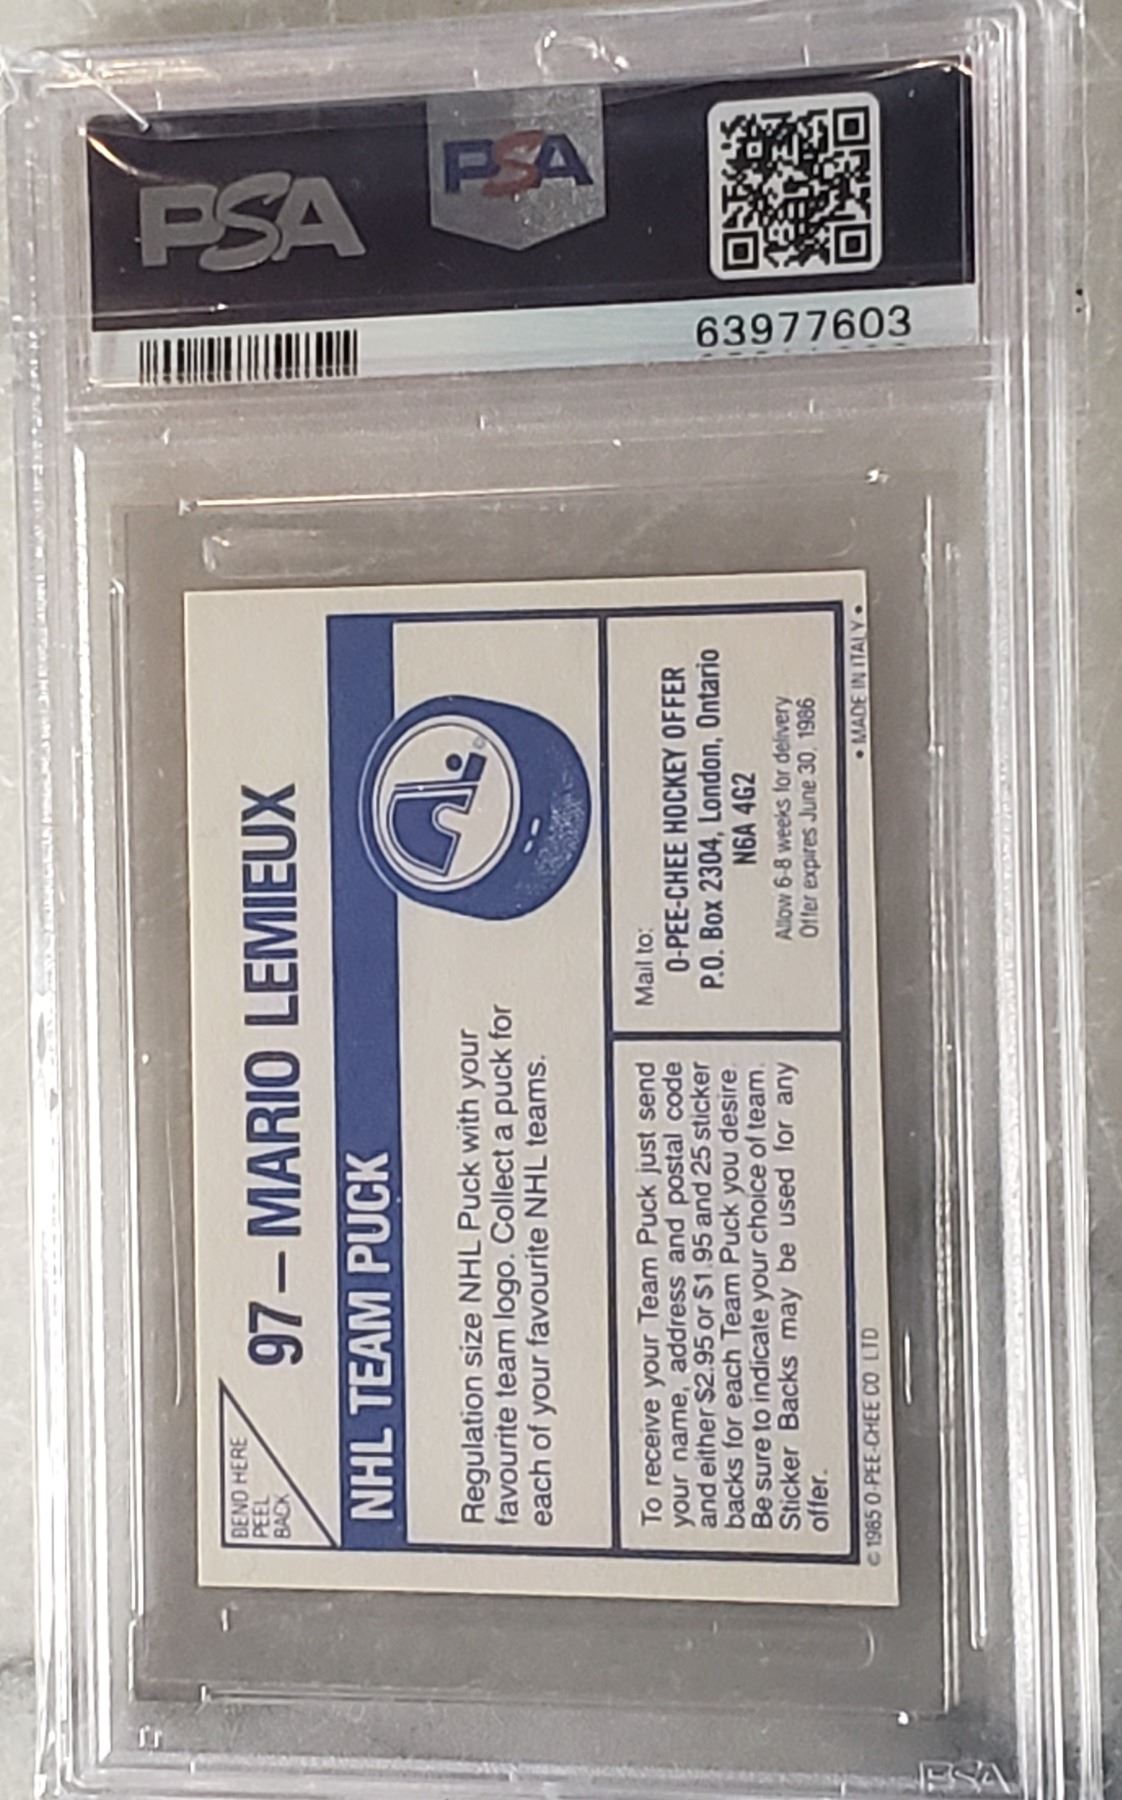 PSA
PSA
63977603
BEND HERE
PEEL
BACK
97 – MARIO LEMIEUX
NHL TEAM PUCK
Regulation size NHL Puck with your
favourite team logo. Collect a puck for
each of your favourite NHL teams.
©
To receive your Team Puck just send
your name, address and postal code
and either $2.95 or $1.95 and 25 sticker
backs for each Team Puck you desire.
Be sure to indicate your choice of team.
Sticker Backs may be used for any
offer.
Mail to:
O-PEE-CHEE HOCKEY OFFER
P.O. Box 2304, London, Ontario
N6A 4G2
Allow 6-8 weeks for delivery
Offer expires June 30, 1986
© 1985 O-PEE-CHEE CO. LTD
• MADE IN ITALY •
PSA